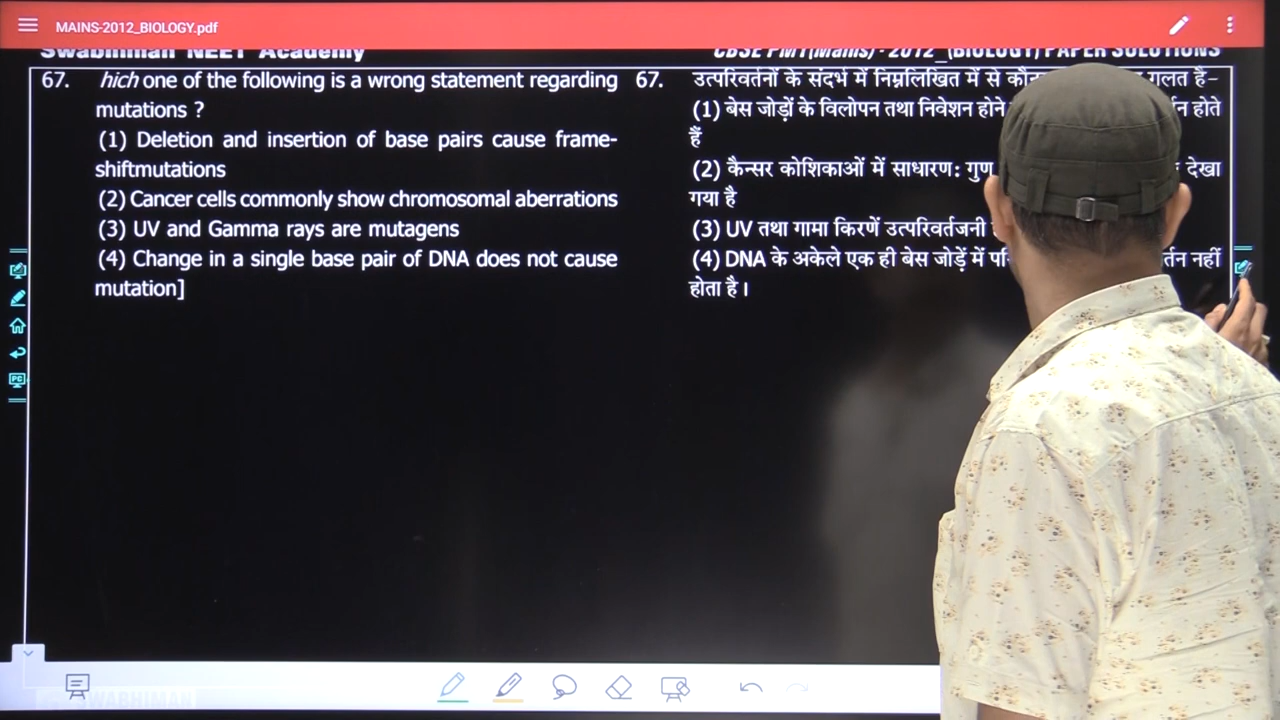 MAINS-2012_BIOLOGY.pdf
Swabhiman NEET Academy
CBSE PMT(Mains) - 2012_(BIOLOGY) PAPER SOLUTIONS
67. hich one of the following is a wrong statement regarding
mutations ?
(1) Deletion and insertion of base pairs cause frame-
shiftmutations
(2) Cancer cells commonly show chromosomal aberrations
(3) UV and Gamma rays are mutagens
(4) Change in a single base pair of DNA does not cause
mutation]
67. उत्परिवर्तनों के संदर्भ में निम्नलिखित में से गलत है–
(1) बेस जोड़ों के विलोपन तथा निवेशन होने होते
हैं
(2) कैन्सर कोशिकाओं में साधारण: गुण देखा
गया है
(3) UV तथा गामा किरणें उत्परिवर्तजनी
(4) DNA के अकेले एक ही बेस जोड़ें में नहीं
होता है।
PC
SWABHIMAN